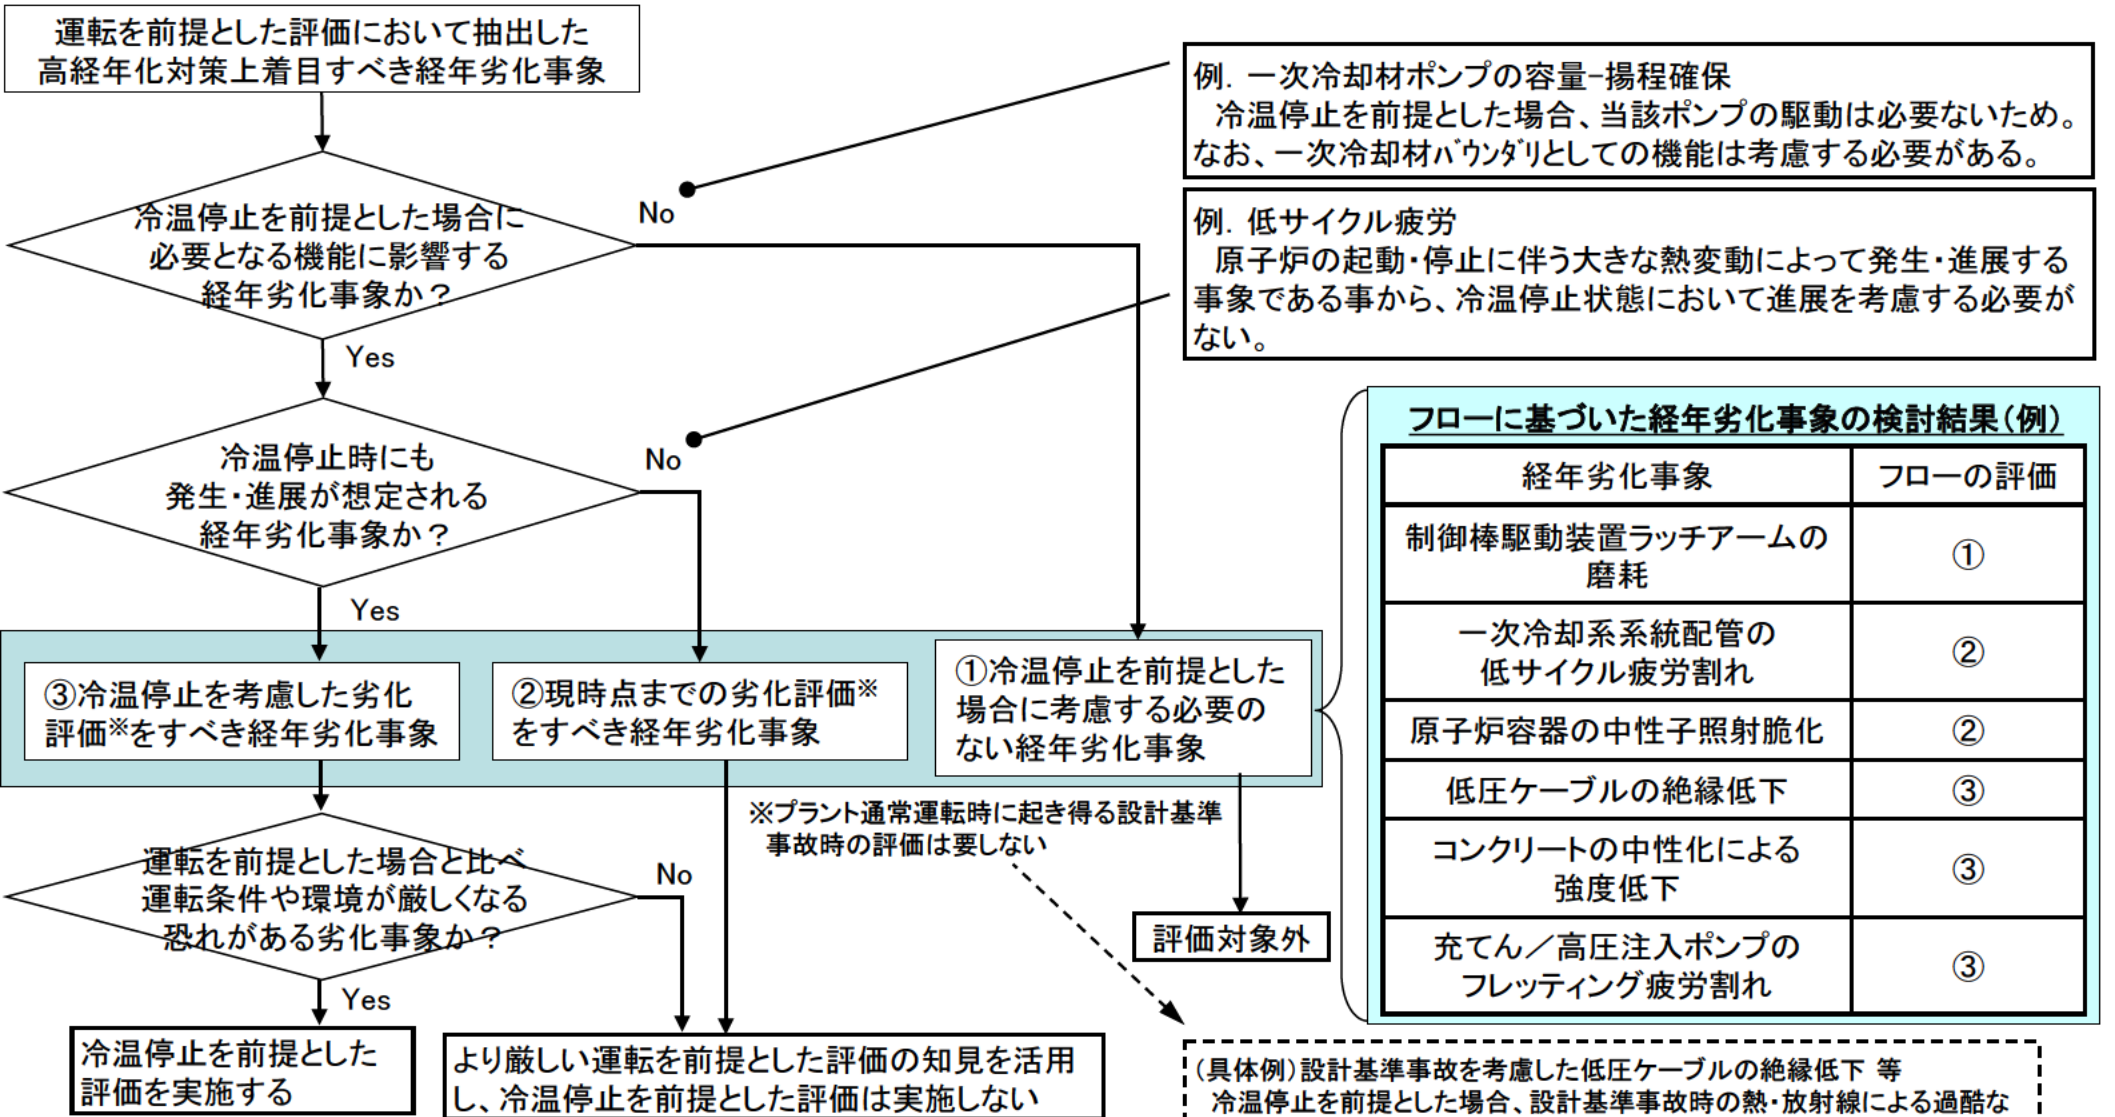 運転を前提とした評価において抽出した
高経年化対策上着目すべき経年劣化事象
冷温停止を前提とした場合に
必要となる機能に影響する
経年劣化事象か？
No
Yes
例．一次冷却材ポンプの容量−揚程確保
冷温停止を前提とした場合、当該ポンプの駆動は必要ないため。
なお、一次冷却材ﾊﾞｳﾝﾀﾞﾘとしての機能は考慮する必要がある。
例．低サイクル疲労
原子炉の起動・停止に伴う大きな熱変動によって発生・進展する
事象である事から、冷温停止状態において進展を考慮する必要が
ない。
冷温停止時にも
発生・進展が想定される
経年劣化事象か？
No
Yes
③冷温停止を考慮した劣化
評価※をすべき経年劣化事象
②現時点までの劣化評価※
をすべき経年劣化事象
①冷温停止を前提とした
場合に考慮する必要の
ない経年劣化事象
※プラント通常運転時に起き得る設計基準
事故時の評価は要しない
運転を前提とした場合と比べ
運転条件や環境が厳しくなる
恐れがある劣化事象か？
No
Yes
評価対象外
冷温停止を前提とした
評価を実施する
より厳しい運転を前提とした評価の知見を活用
し、冷温停止を前提とした評価は実施しない
フローに基づいた経年劣化事象の検討結果（例）
経年劣化事象 フローの評価
制御棒駆動装置ラッチアームの
磨耗
①
一次冷却系系統配管の
低サイクル疲労割れ
②
原子炉容器の中性子照射脆化 ②
低圧ケーブルの絶縁低下 ③
コンクリートの中性化による
強度低下
③
充てん／高圧注入ポンプの
フレッティング疲労割れ
③
（具体例）設計基準事故を考慮した低圧ケーブルの絶縁低下 等
冷温停止を前提とした場合、設計基準事故時の熱・放射線による過酷な